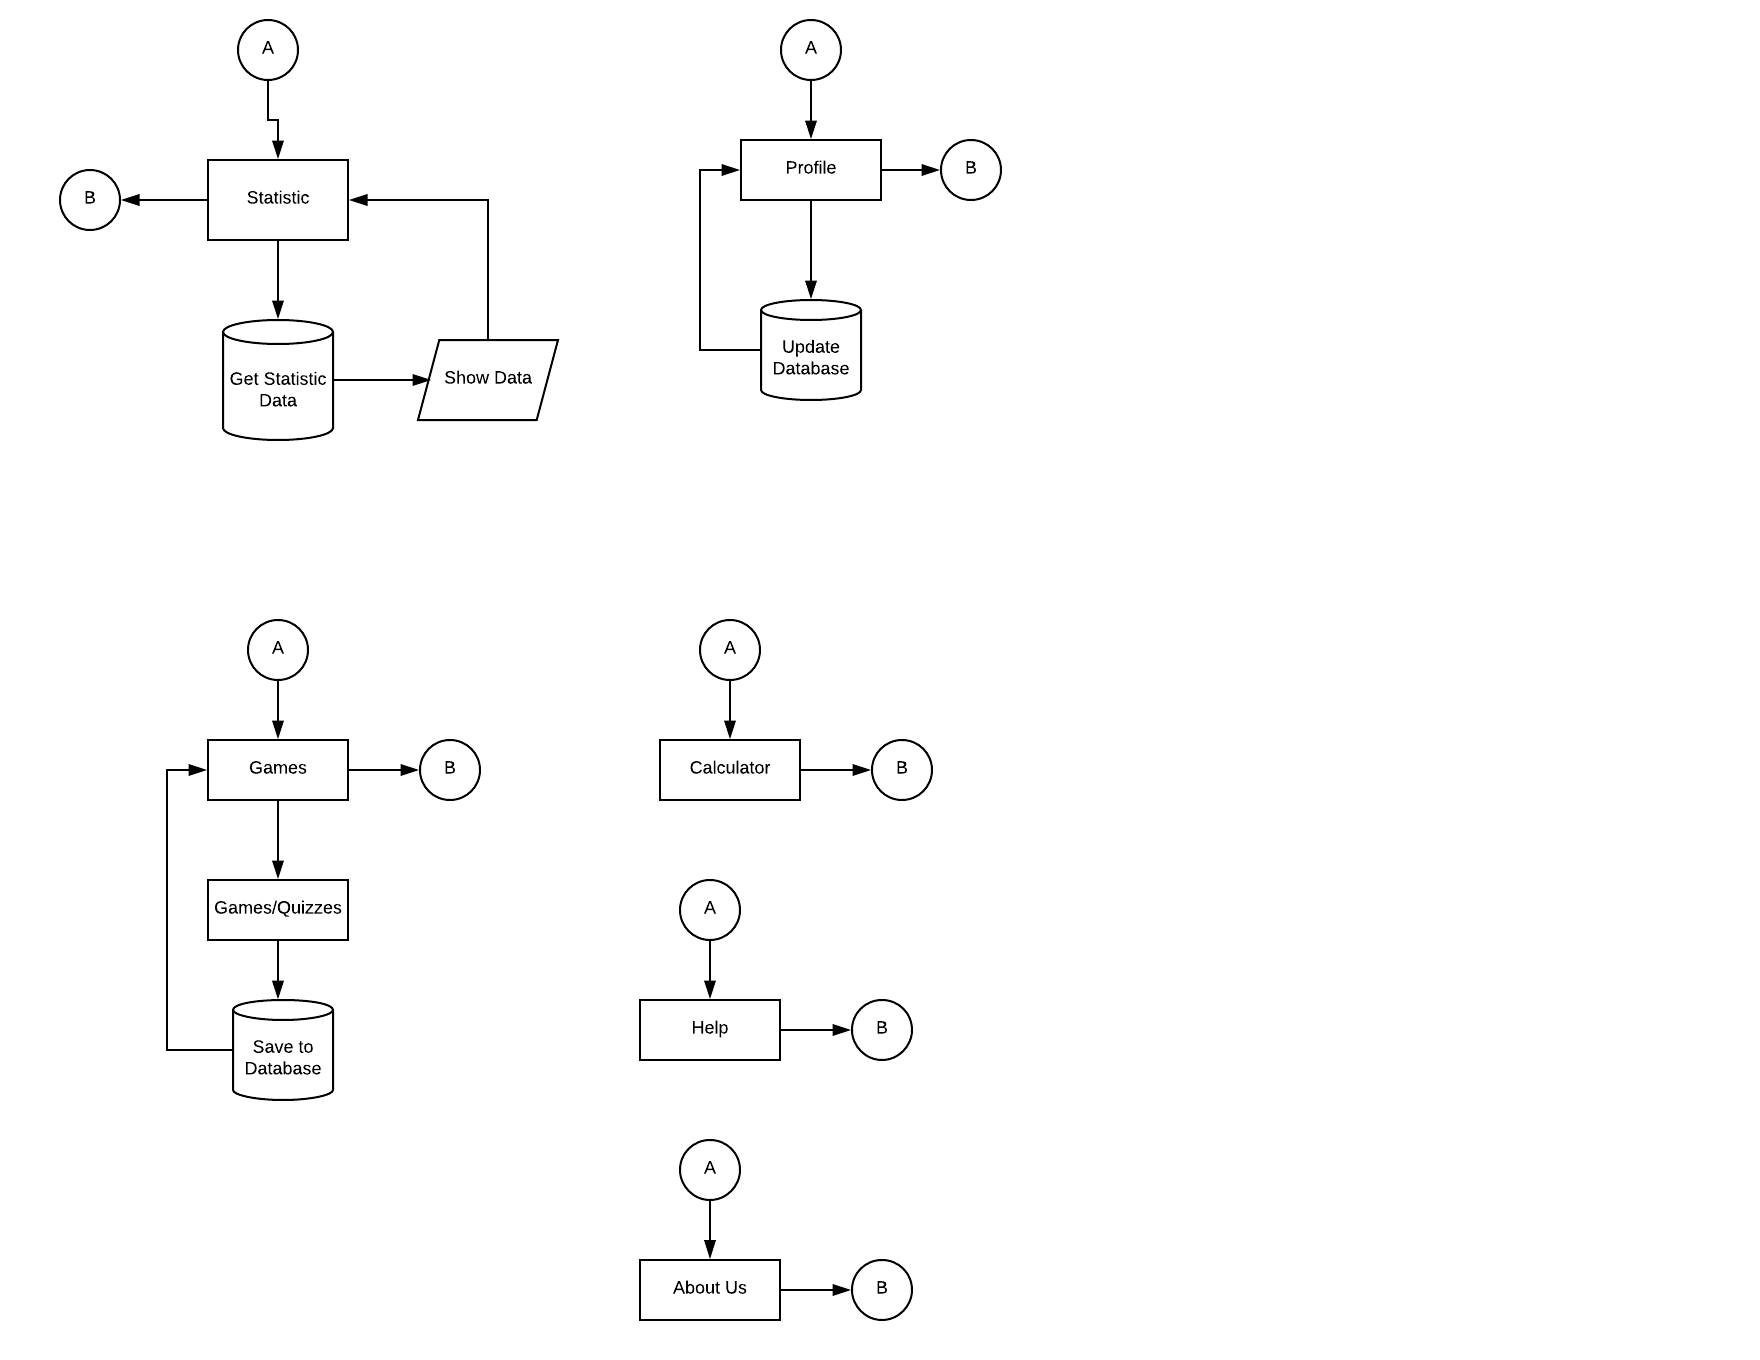 A
B
Statistic
Get Statistic
Data
Show Data
A
Profile
B
Update
Database
A
Games
B
Games/Quizzes
Save to
Database
A
Calculator
B
A
Help
B
A
About Us
B